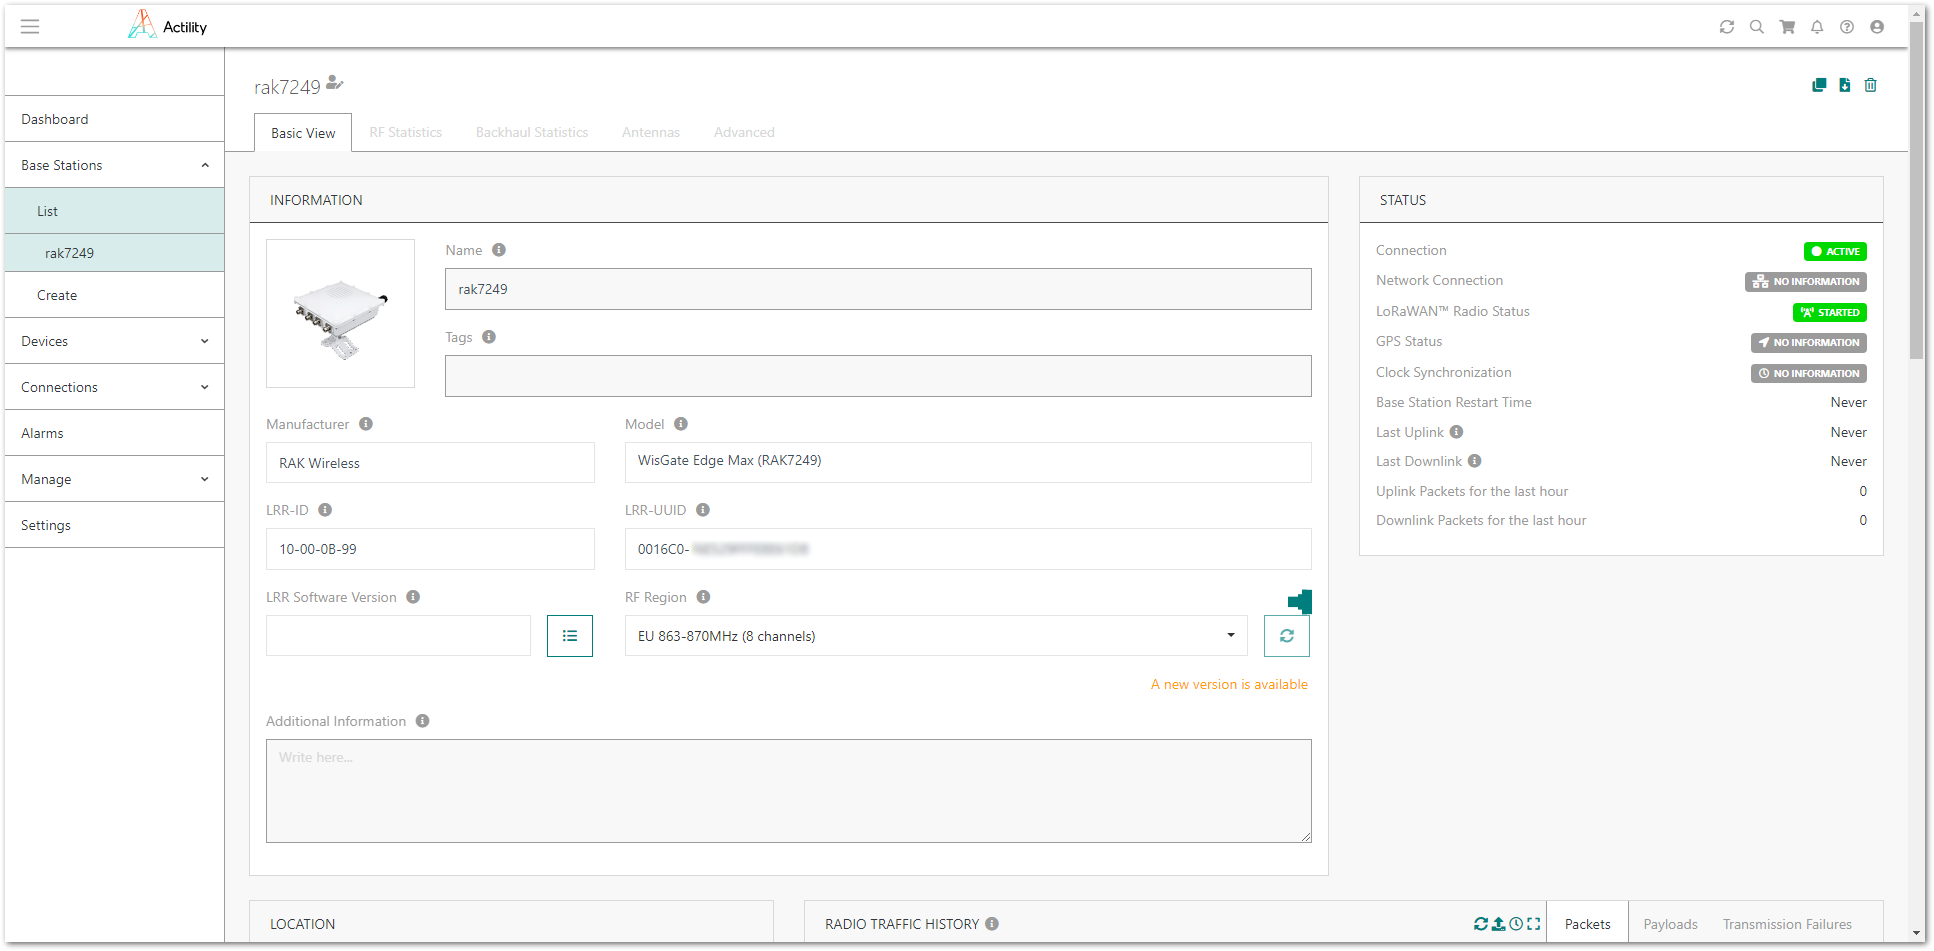 Actility
rak7249
Basic View RF Statistics Backhaul Statistics Antennas Advanced
Dashboard
Base Stations
List
rak7249
Create
Devices
Connections
Alarms
Manage
Settings
INFORMATION
Name
rak7249
Tags
Manufacturer Model
RAK Wireless WisGate Edge Max (RAK7249)
LRR-ID LRR-UUID
10-00-0B-99 0016C0-
LRR Software Version RF Region
EU 863-870MHz (8 channels)
A new version is available
Additional Information
Write here...
STATUS
Connection ACTIVE
Network Connection NO INFORMATION
LoRaWAN™ Radio Status STARTED
GPS Status NO INFORMATION
Clock Synchronization NO INFORMATION
Base Station Restart Time Never
Last Uplink Never
Last Downlink Never
Uplink Packets for the last hour 0
Downlink Packets for the last hour 0
LOCATION
RADIO TRAFFIC HISTORY Packets Payloads Transmission Failures